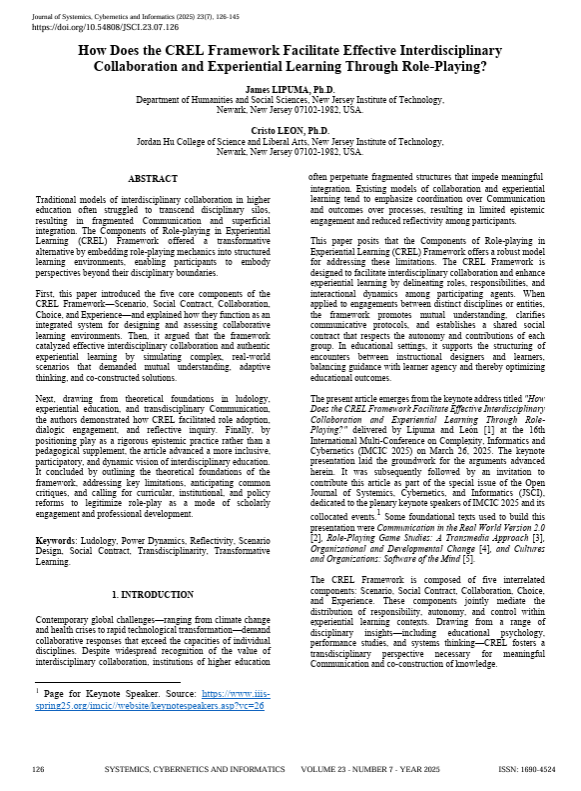 Journal of Systemics, Cybernetics and Informatics (2025) 23(7), 126-145
https://doi.org/10.54808/JSCI.23.07.126
How Does the CREL Framework Facilitate Effective Interdisciplinary
Collaboration and Experiential Learning Through Role-Playing?
James LIPUMA, Ph.D.
Department of Humanities and Social Sciences, New Jersey Institute of Technology,
Newark, New Jersey 07102-1982, USA.
Cristo LEON, Ph.D.
Jordan Hu College of Science and Liberal Arts, New Jersey Institute of Technology,
Newark, New Jersey 07102-1982, USA.
ABSTRACT
Traditional models of interdisciplinary collaboration in higher
education often struggled to transcend disciplinary silos,
resulting in fragmented Communication and superficial
integration. The Components of Role-playing in Experiential
Learning (CREL) Framework offered a transformative
alternative by embedding role-playing mechanics into structured
learning environments, enabling participants to embody
perspectives beyond their disciplinary boundaries.
First, this paper introduced the five core components of the
CREL Framework—Scenario, Social Contract, Collaboration,
Choice, and Experience—and explained how they function as an
integrated system for designing and assessing collaborative
learning environments. Then, it argued that the framework
catalyzed effective interdisciplinary collaboration and authentic
experiential learning by simulating complex, real-world
scenarios that demanded mutual understanding, adaptive
thinking, and co-constructed solutions.
Next, drawing from theoretical foundations in ludology,
experiential education, and transdisciplinary Communication,
the authors demonstrated how CREL facilitated role adoption,
dialogic engagement, and reflective inquiry. Finally, by
positioning play as a rigorous epistemic practice rather than a
pedagogical supplement, the article advanced a more inclusive,
participatory, and dynamic vision of interdisciplinary education.
It concluded by outlining the theoretical foundations of the
framework, addressing key limitations, anticipating common
critiques, and calling for curricular, institutional, and policy
reforms to legitimize role-play as a mode of scholarly
engagement and professional development.
Keywords: Ludology, Power Dynamics, Reflectivity, Scenario
Design, Social Contract, Transdisciplinarity, Transformative
Learning.
1. INTRODUCTION
Contemporary global challenges—ranging from climate change
and health crises to rapid technological transformation—demand
collaborative responses that exceed the capacities of individual
disciplines. Despite widespread recognition of the value of
interdisciplinary collaboration, institutions of higher education
1 Page for Keynote Speaker. Source: https://www.iiis-
spring25.org/imcic//website/keynotespeakers.asp?vc=26
often perpetuate fragmented structures that impede meaningful
integration. Existing models of collaboration and experiential
learning tend to emphasize coordination over Communication
and outcomes over processes, resulting in limited epistemic
engagement and reduced reflectivity among participants.
This paper posits that the Components of Role-playing in
Experiential Learning (CREL) Framework offers a robust model
for addressing these limitations. The CREL Framework is
designed to facilitate interdisciplinary collaboration and enhance
experiential learning by delineating roles, responsibilities, and
interactional dynamics among participating agents. When
applied to engagements between distinct disciplines or entities,
the framework promotes mutual understanding, clarifies
communicative protocols, and establishes a shared social
contract that respects the autonomy and contributions of each
group. In educational settings, it supports the structuring of
encounters between instructional designers and learners,
balancing guidance with learner agency and thereby optimizing
educational outcomes.
The present article emerges from the keynote address titled "How
Does the CREL Framework Facilitate Effective Interdisciplinary
Collaboration and Experiential Learning Through Role-
Playing?" delivered by Lipuma and León [1] at the 16th
International Multi-Conference on Complexity, Informatics and
Cybernetics (IMCIC 2025) on March 26, 2025. The keynote
presentation laid the groundwork for the arguments advanced
herein. It was subsequently followed by an invitation to
contribute this article as part of the special issue of the Open
Journal of Systemics, Cybernetics, and Informatics (JSCI),
dedicated to the plenary keynote speakers of IMCIC 2025 and its
collocated events.1 Some foundational texts used to build this
presentation were Communication in the Real World Version 2.0
[2], Role-Playing Game Studies: A Transmedia Approach [3],
Organizational and Developmental Change [4], and Cultures
and Organizations: Software of the Mind [5].
The CREL Framework is composed of five interrelated
components: Scenario, Social Contract, Collaboration, Choice,
and Experience. These components jointly mediate the
distribution of responsibility, autonomy, and control within
experiential learning contexts. Drawing from a range of
disciplinary insights—including educational psychology,
performance studies, and systems thinking—CREL fosters a
transdisciplinary perspective necessary for meaningful
Communication and co-construction of knowledge.
126 SYSTEMICS, CYBERNETICS AND INFORMATICS VOLUME 23 - NUMBER 7 - YEAR 2025 ISSN: 1690-4524